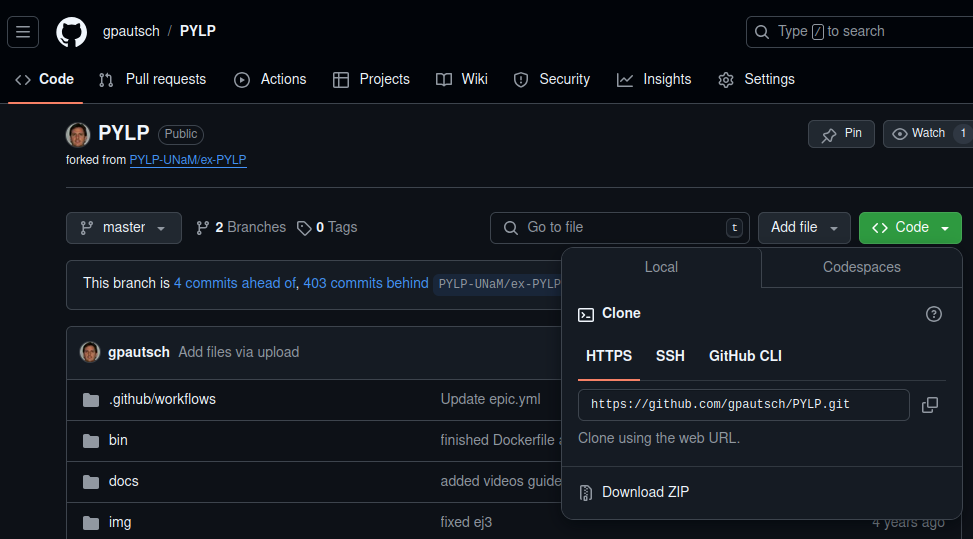 gpautsch / PYLP
Type / to search
Code Pull requests Actions Projects Wiki Security Insights Settings
PYLP Public
Pin Watch 1
forked from PYLP-UNaM/ex-PYLP
master 2 Branches 0 Tags Go to file t Add file Code
Local Codespaces
This branch is 4 commits ahead of, 403 commits behind PYLP-UNaM/ex-PYLP
Clone
gpautsch Add files via upload
HTTPS SSH GitHub CLI
.github/workflows Update epic.yml
https://github.com/gpautsch/PYLP.git
bin finished Dockerfile
Clone using the web URL.
docs added videos guide
Download ZIP
img fixed ej3 4 years ago